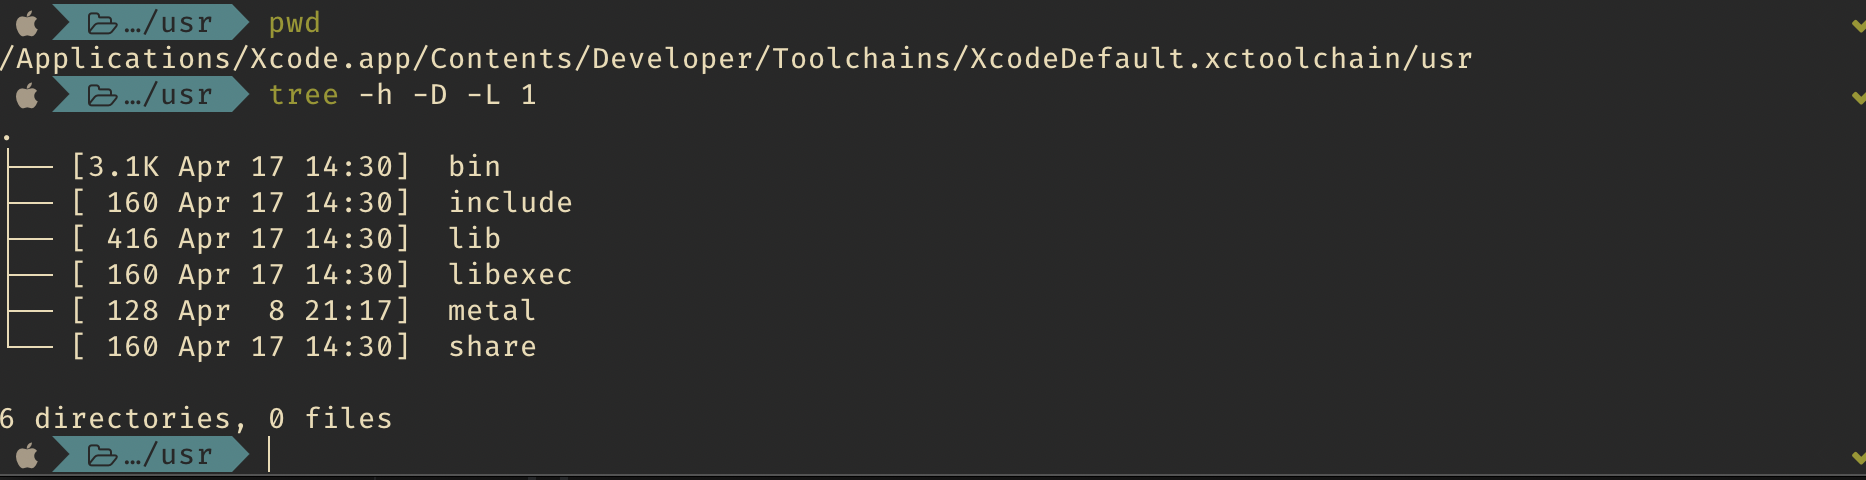 …/usr pwd
/Applications/Xcode.app/Contents/Developer/Toolchains/XcodeDefault.xctoolchain/usr
…/usr tree -h -D -L 1
.
├── [3.1K Apr 17 14:30]  bin
├── [ 160 Apr 17 14:30]  include
├── [ 416 Apr 17 14:30]  lib
├── [ 160 Apr 17 14:30]  libexec
├── [ 128 Apr  8 21:17]  metal
└── [ 160 Apr 17 14:30]  share
6 directories, 0 files
…/usr